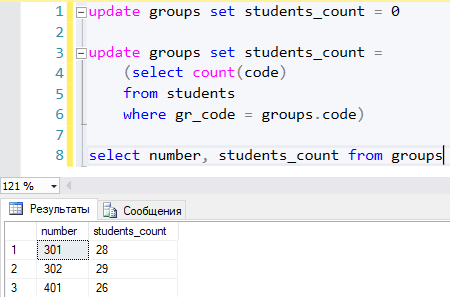 1 update groups set students_count = 0
2
3 update groups set students_count =
4 (select count(code)
5 from students
6 where gr_code = groups.code)
7
8 select number, students_count from groups
121 %
Результаты Сообщения
number students_count
1 301 28
2 302 29
3 401 26